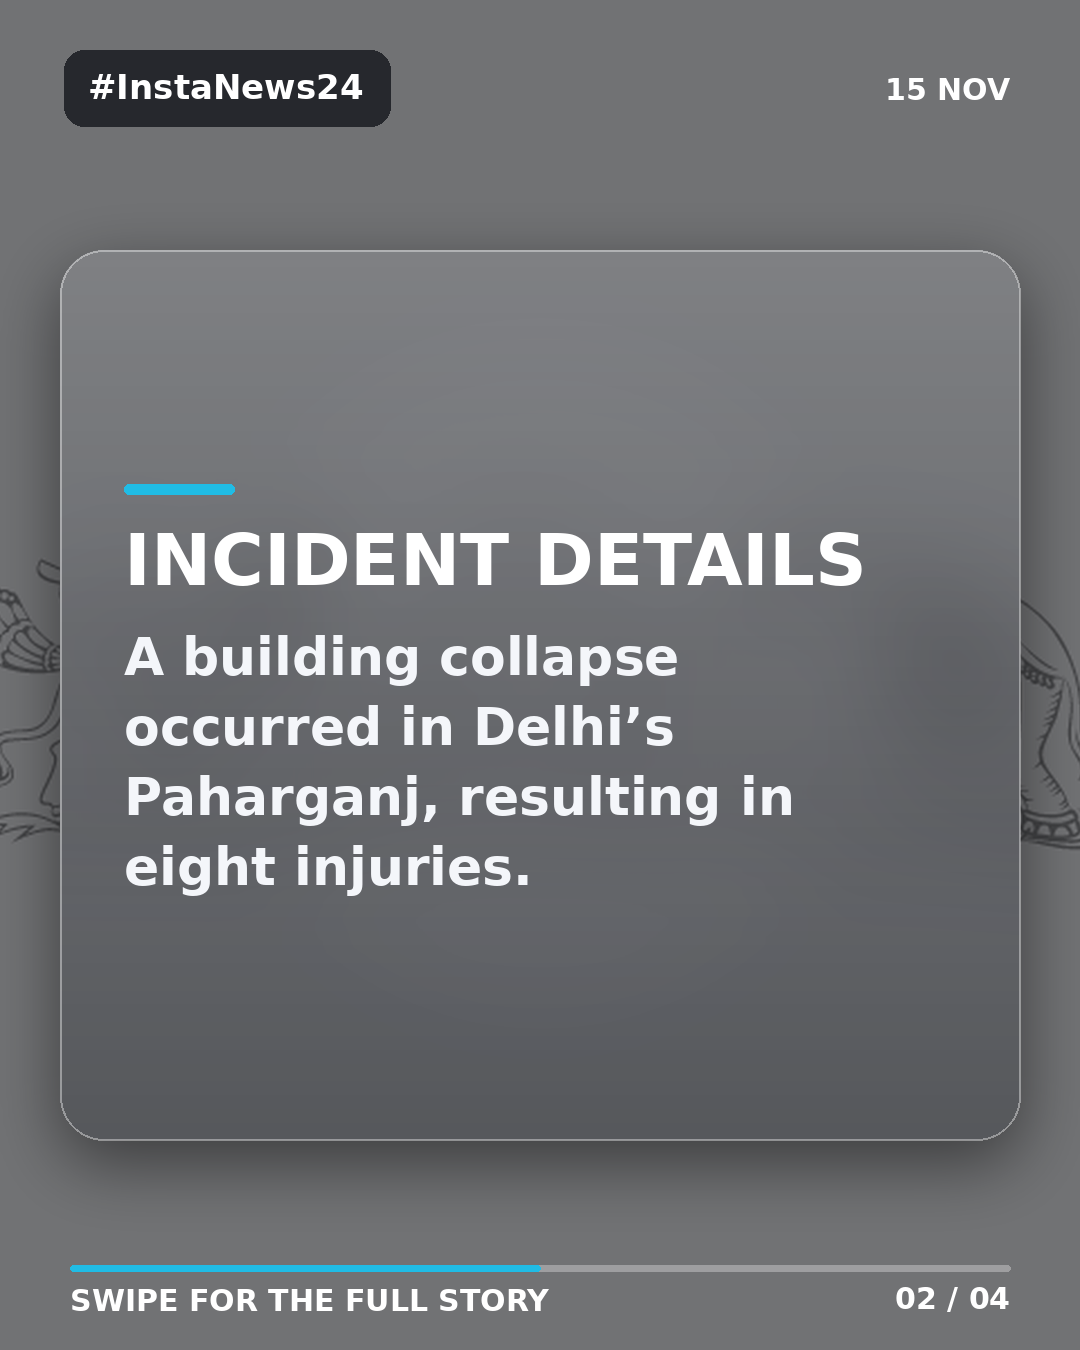 #InstaNews24
15 NOV
INCIDENT DETAILS
A building collapse
occurred in Delhi’s
Paharganj, resulting in
eight injuries.
SWIPE FOR THE FULL STORY
02 / 04